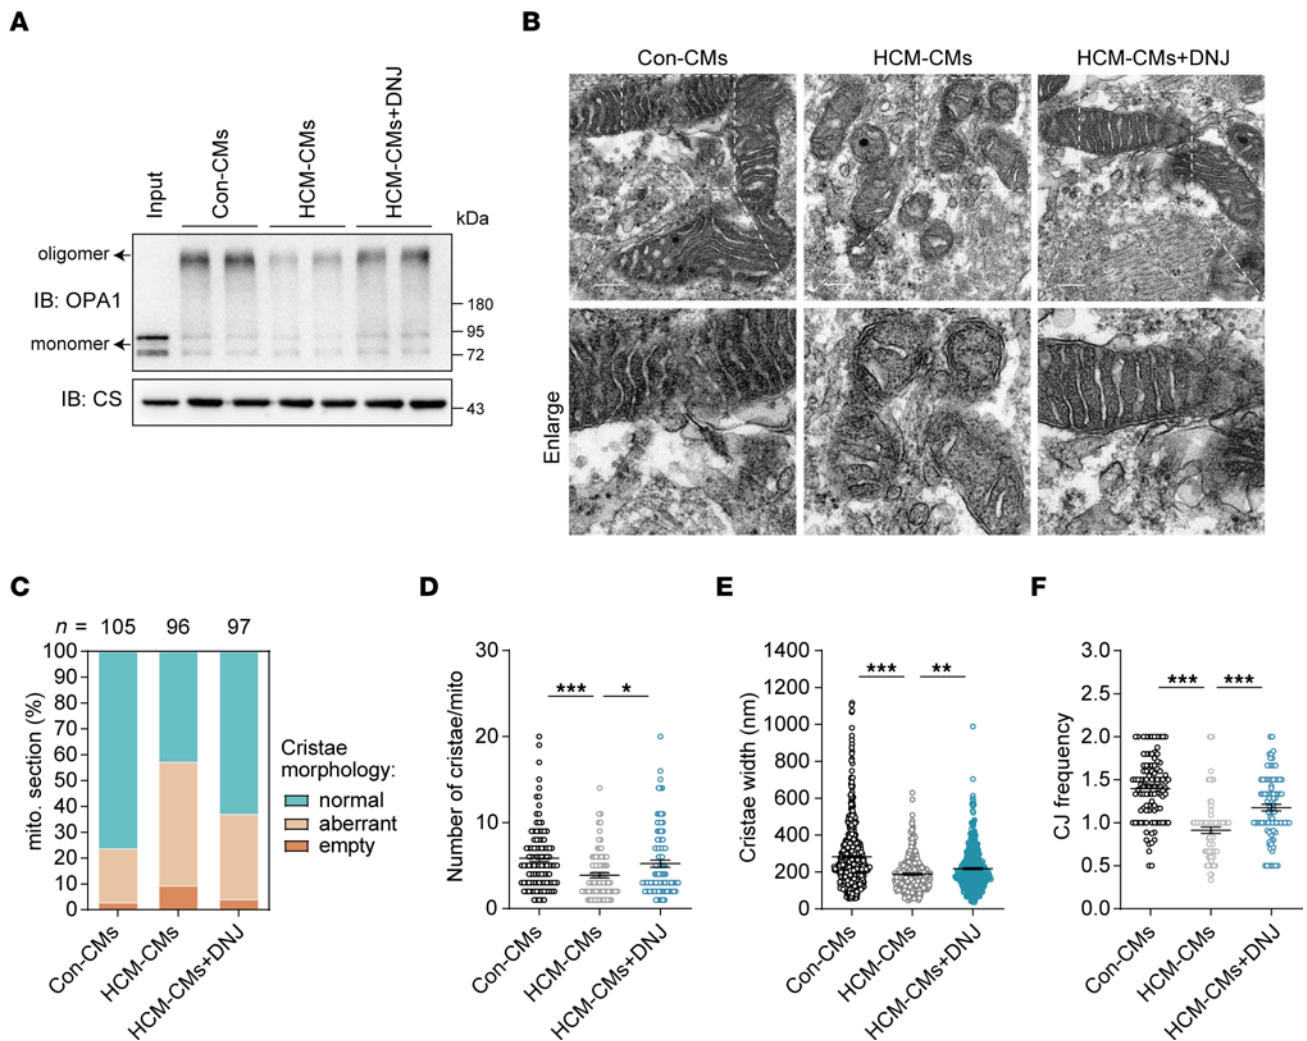 A
Input
Con-CMs
HCM-CMs
HCM-CMs+DNJ
kDa
oligomer
IB: OPA1
180
95
monomer
72
IB: CS
43
B
Con-CMs
HCM-CMs
HCM-CMs+DNJ
Enlarge
C
n = 105 96 97
mito. section (%)
100
90
80
70
60
50
40
30
20
10
0
Con-CMs
HCM-CMs
HCM-CMs+DNJ
Cristae
morphology:
normal
aberrant
empty
D
Number of cristae/mito
30
20
10
0
***
*
Con-CMs
HCM-CMs
HCM-CMs+DNJ
E
Cristae width (nm)
1400
1200
1000
800
600
400
200
0
***
**
Con-CMs
HCM-CMs
HCM-CMs+DNJ
F
CJ frequency
3.0
2.5
2.0
1.5
1.0
0.5
0.0
***
***
Con-CMs
HCM-CMs
HCM-CMs+DNJ